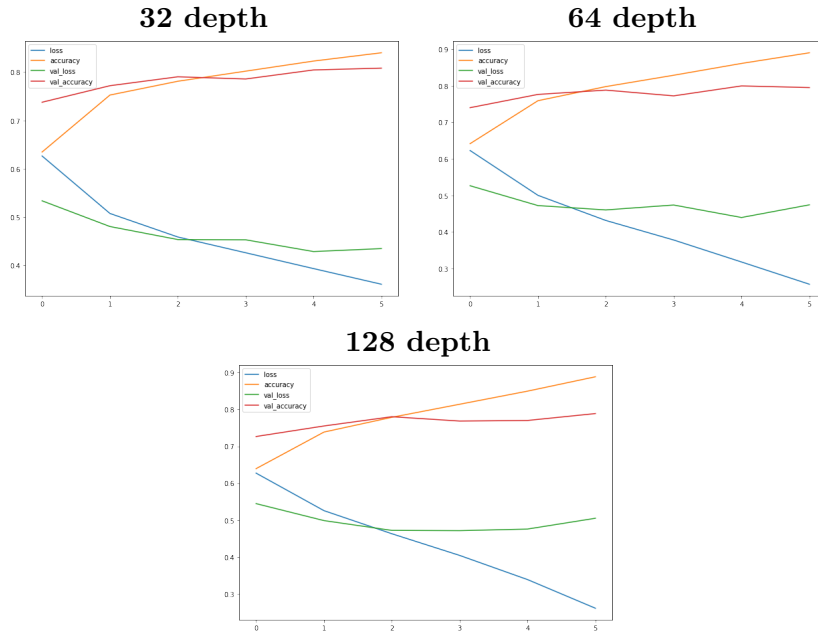 32 depth
loss
accuracy
val_loss
val_accuracy
0.8
0.7
0.6
0.5
0.4
0 1 2 3 4 5
64 depth
loss
accuracy
val_loss
val_accuracy
0.9
0.8
0.7
0.6
0.5
0.4
0.3
0 1 2 3 4 5
128 depth
loss
accuracy
val_loss
val_accuracy
0.9
0.8
0.7
0.6
0.5
0.4
0.3
0 1 2 3 4 5